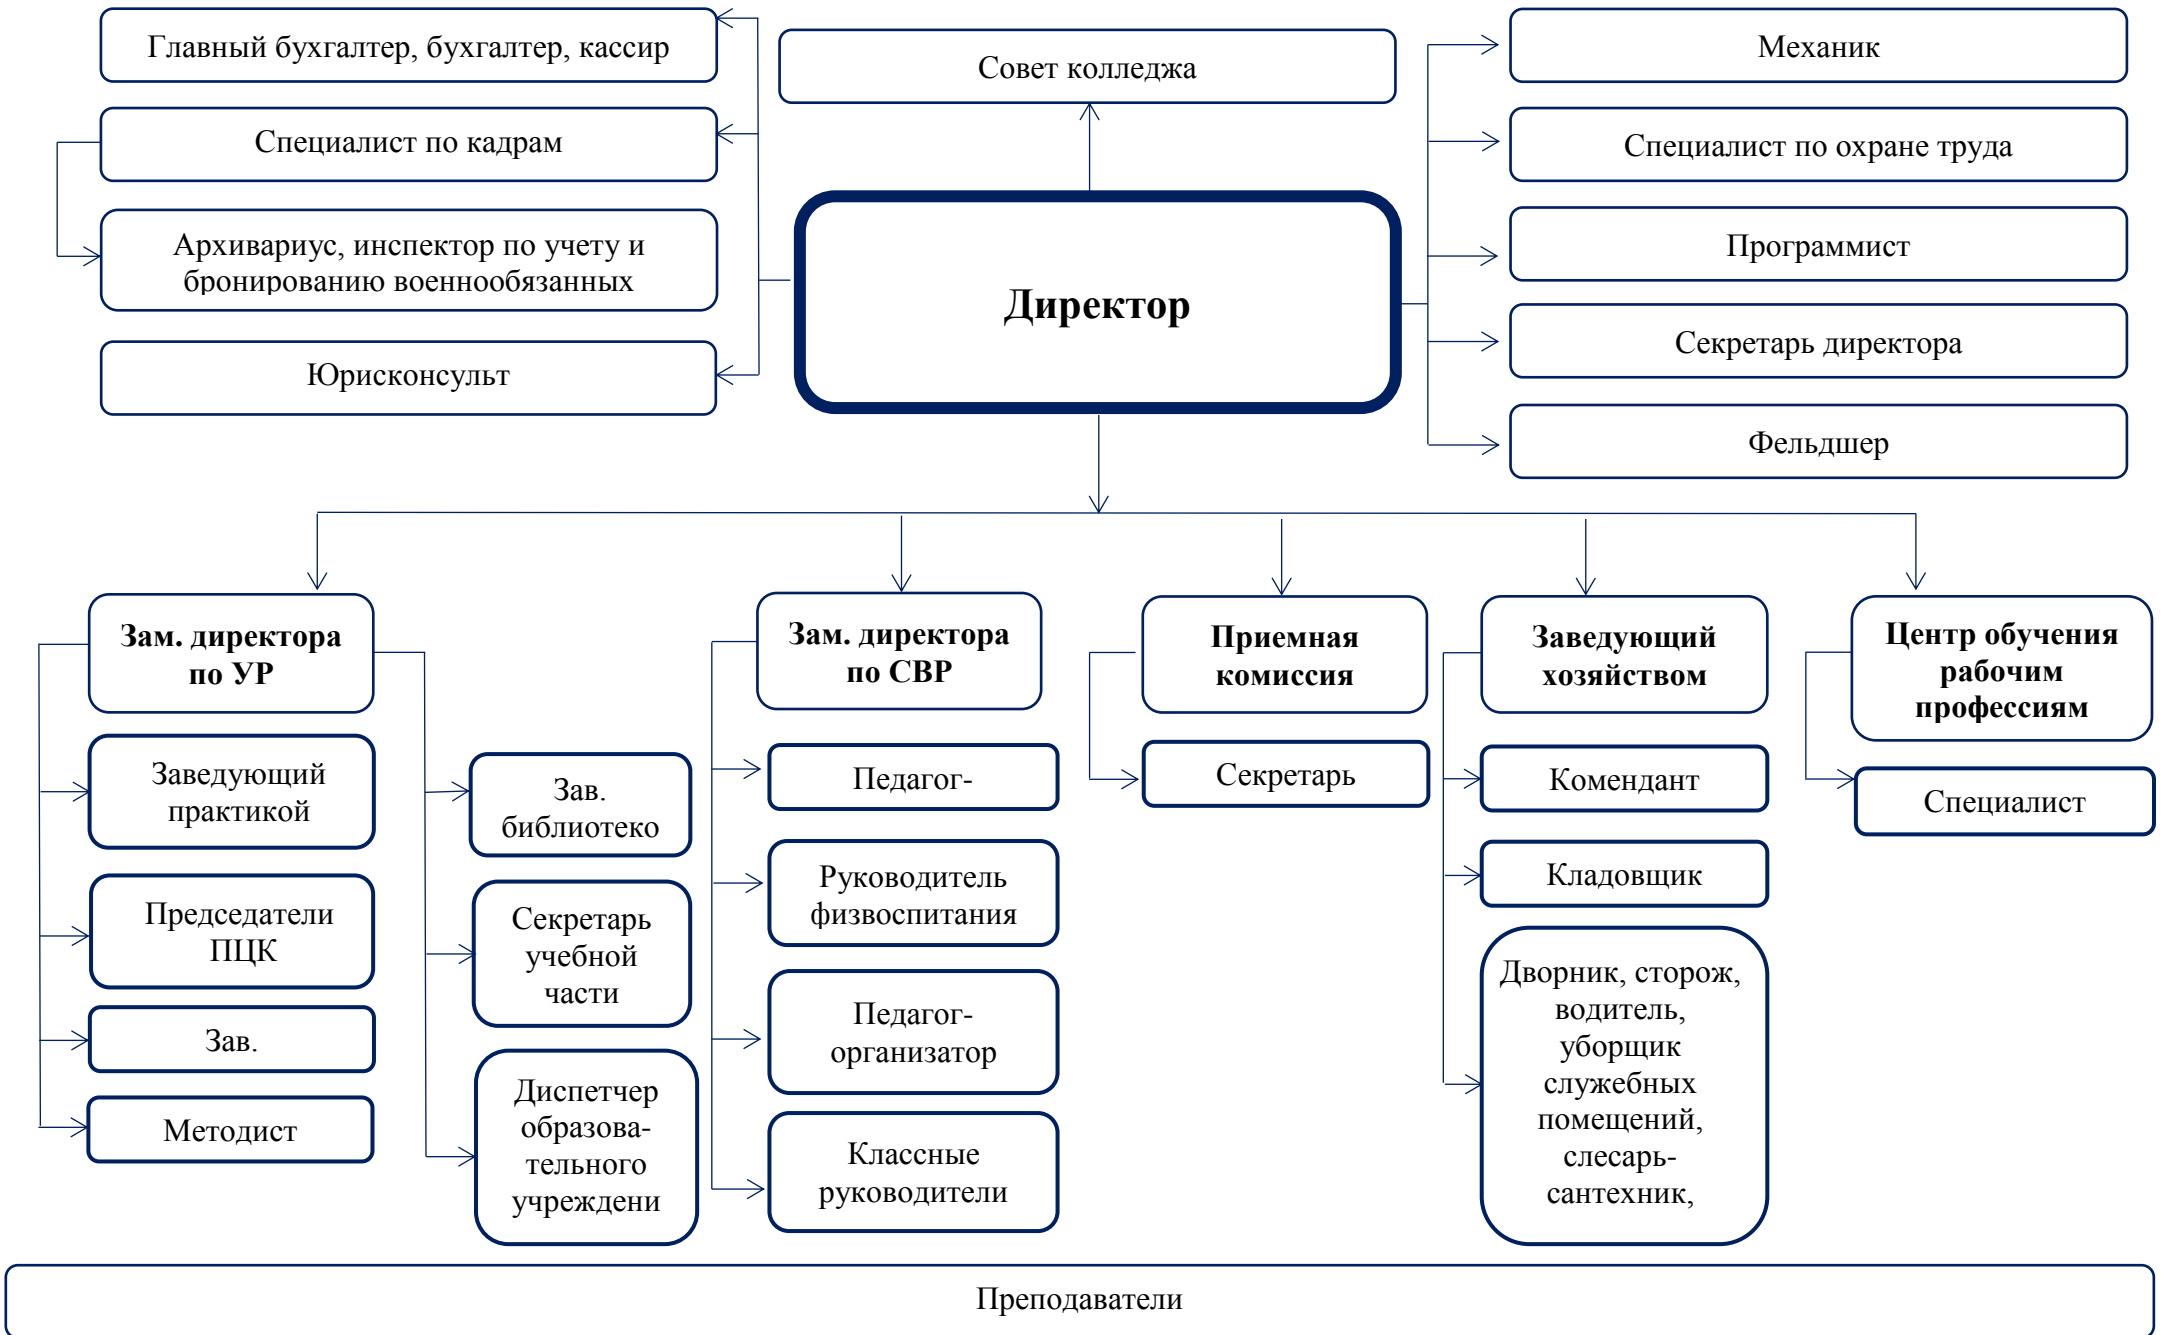 Главный бухгалтер, бухгалтер, кассир
Совет колледжа
Механик
Специалист по кадрам
Специалист по охране труда
Архивариус, инспектор по учету и
бронированию военнообязанных
Программист
Директор
Секретарь директора
Юрисконсульт
Фельдшер
Зам. директора
по УР
Зам. директора
по СВР
Приемная
комиссия
Заведующий
хозяйством
Центр обучения
рабочим
профессиям
Заведующий
практикой
Председатели
ПЦК
Зав.
Методист
Зав.
библиотеко
Секретарь
учебной
части
Диспетчер
образова-
тельного
учреждени
Педагог-
Руководитель
физвоспитания
Педагог-
организатор
Классные
руководители
Секретарь
Комендант
Кладовщик
Дворник, сторож,
водитель,
уборщик
служебных
помещений,
слесарь-
сантехник,
Специалист
Преподаватели